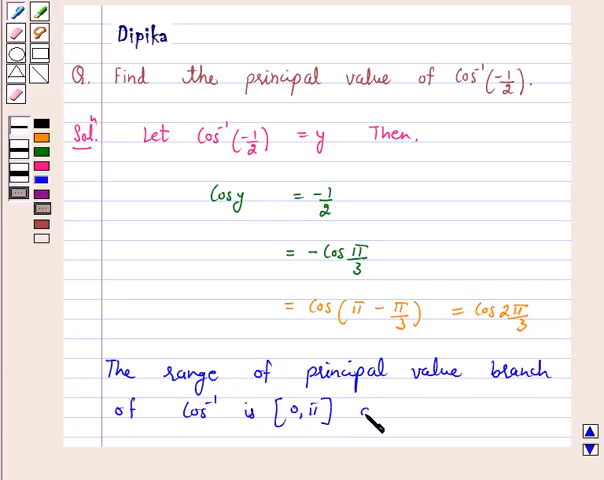 Dipika
Q. Find the principal value of Cos⁻¹(-1/2).
Solⁿ Let Cos⁻¹(-1/2) = y Then,
Cosy = -1/2
= - Cos π/3
= Cos(π - π/3) = Cos 2π/3
The range of principal value branch
of Cos⁻¹ is [0, π]